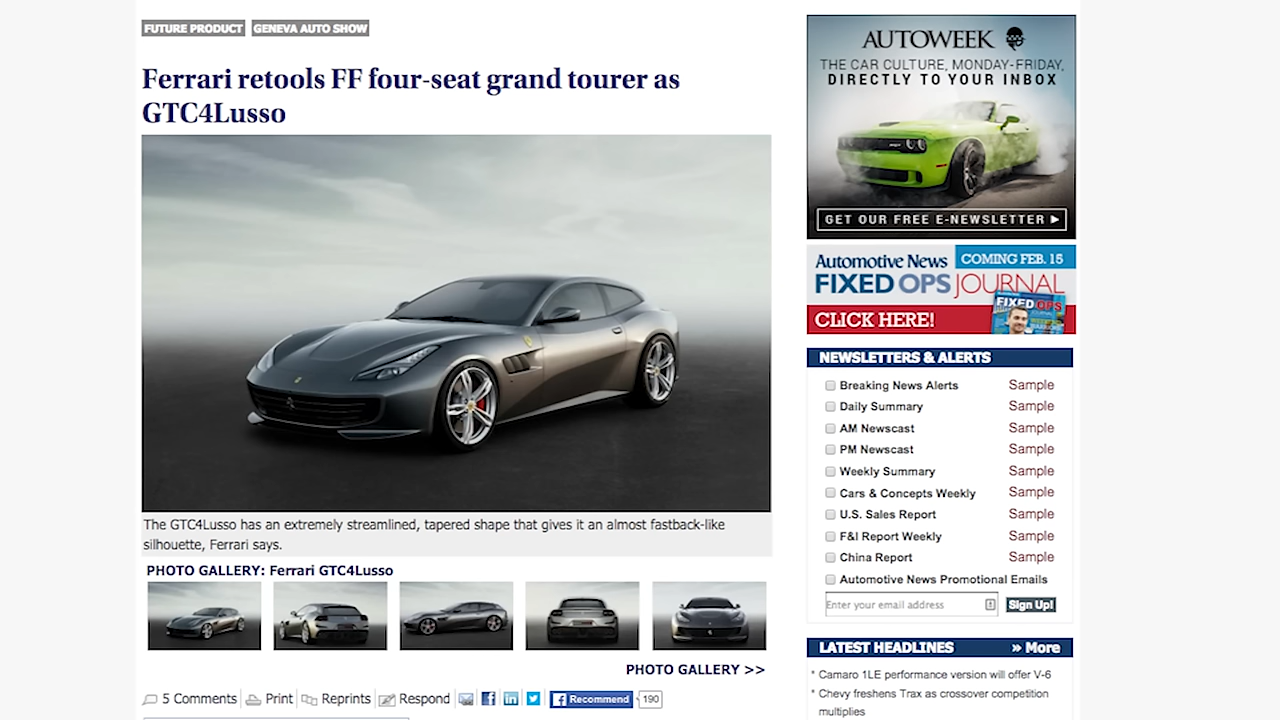 FUTURE PRODUCT GENEVA AUTO SHOW
Ferrari retools FF four-seat grand tourer as
GTC4Lusso
The GTC4Lusso has an extremely streamlined, tapered shape that gives it an almost fastback-like
silhouette, Ferrari says.
PHOTO GALLERY: Ferrari GTC4Lusso
PHOTO GALLERY >>
5 Comments Print Reprints Respond Recommend 190
AUTOWEEK
THE CAR CULTURE, MONDAY-FRIDAY,
DIRECTLY TO YOUR INBOX
GET OUR FREE E-NEWSLETTER
Automotive News COMING FEB. 15
FIXED OPS JOURNAL
FIXED OPS
CLICK HERE!
NEWSLETTERS & ALERTS
Breaking News Alerts Sample
Daily Summary Sample
AM Newscast Sample
PM Newscast Sample
Weekly Summary Sample
Cars & Concepts Weekly Sample
U.S. Sales Report Sample
F&I Report Weekly Sample
China Report Sample
Automotive News Promotional Emails
Enter your email address Sign Up!
LATEST HEADLINES » More
* Camaro 1LE performance version will offer V-6
* Chevy freshens Trax as crossover competition
multiplies